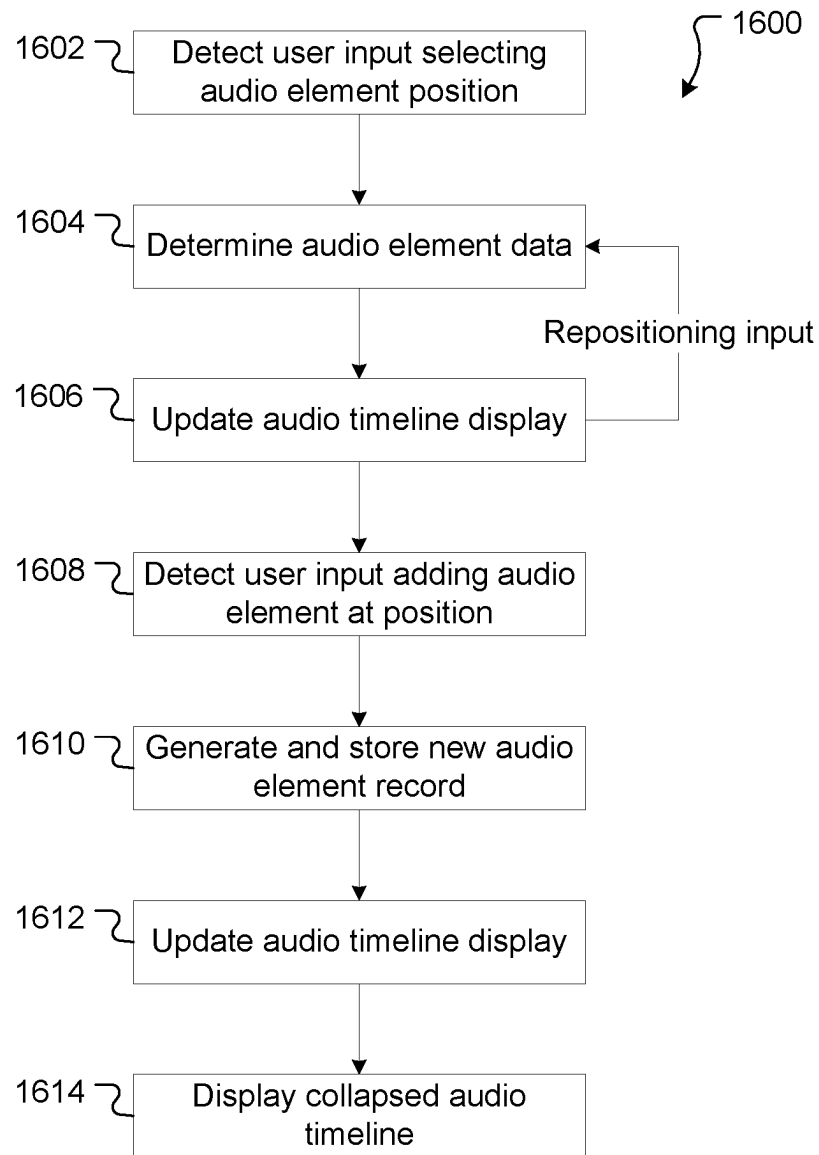 1600
1602
Detect user input selecting
audio element position
1604
Determine audio element data
Repositioning input
1606
Update audio timeline display
1608
Detect user input adding audio
element at position
1610
Generate and store new audio
element record
1612
Update audio timeline display
1614
Display collapsed audio
timeline